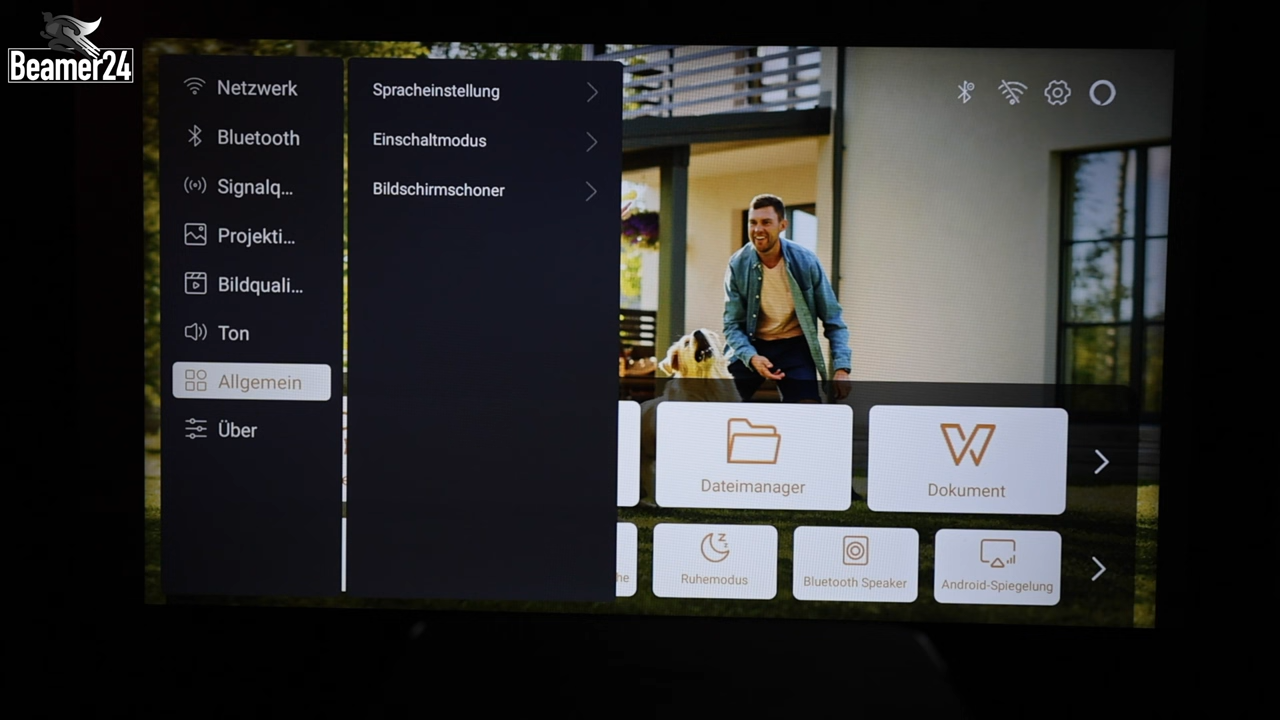 Beamer24
Netzwerk
Bluetooth
Signalq...
Projekti...
Bildquali...
Ton
Allgemein
Über
Spracheinstellung
Einschaltmodus
Bildschirmschoner
Dateimanager
Dokument
he
Ruhemodus
Bluetooth Speaker
Android-Spiegelung